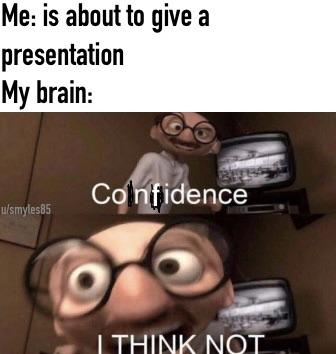 Me: is about to give a
presentation
My brain:
Confidence
u/smyles85
I THINK NOT